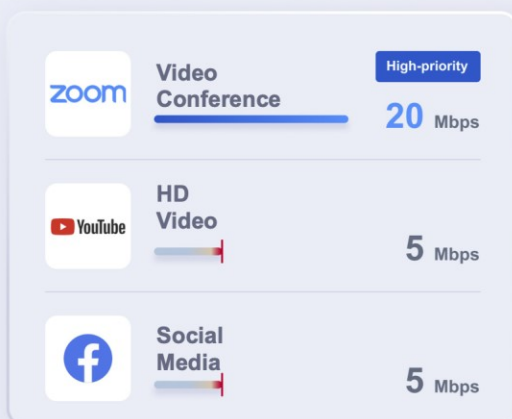 zoom
Video
Conference
High-priority
20 Mbps
YouTube
HD
Video
5 Mbps
f
Social
Media
5 Mbps